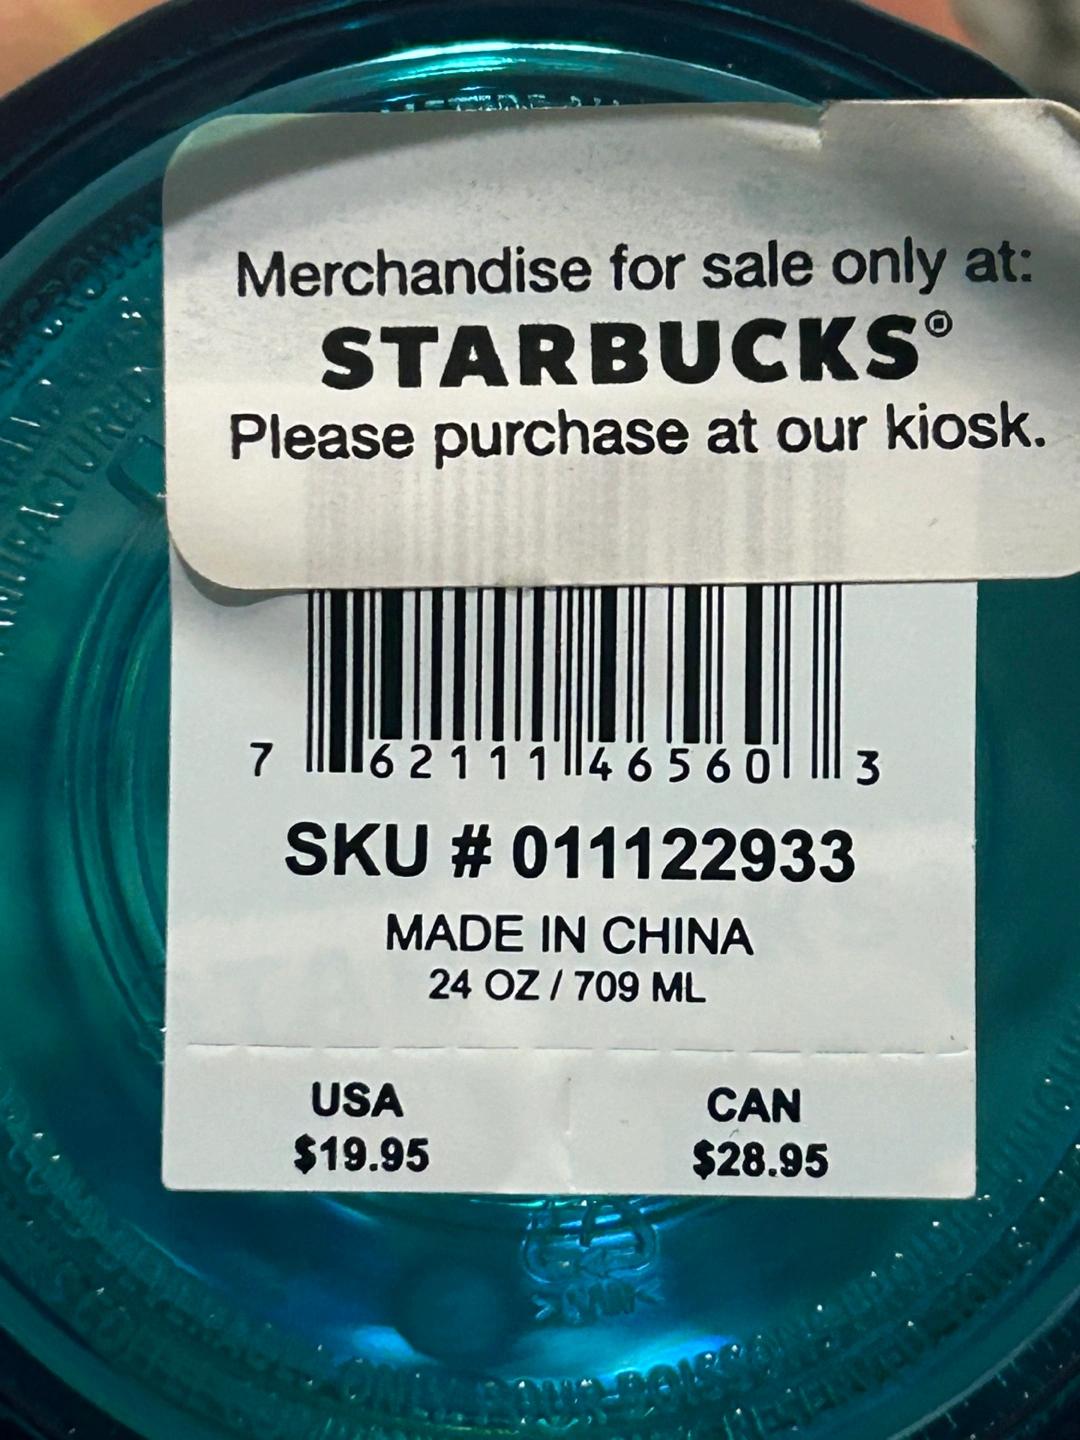 Merchandise for sale only at:
STARBUCKS®
Please purchase at our kiosk.
7 62111 46560 3
SKU # 011122933
MADE IN CHINA
24 OZ / 709 ML
USA CAN
$19.95 $28.95